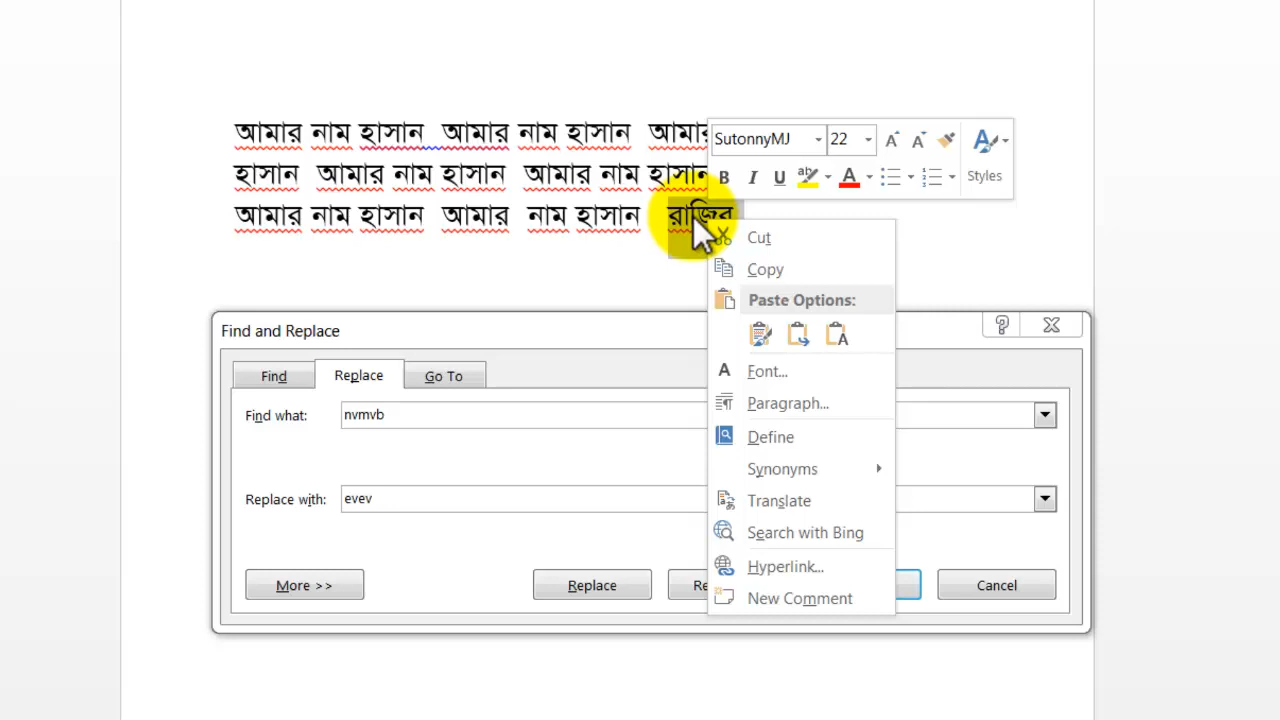 আমার নাম হাসান আমার নাম হাসান আমার
হাসান আমার নাম হাসান আমার নাম হাসান
আমার নাম হাসান আমার নাম হাসান রাজিব
SutonnyMJ 22
B I U ab A Styles
Cut
Copy
Paste Options:
Font...
Paragraph...
Define
Synonyms
Translate
Search with Bing
Hyperlink...
New Comment
Find and Replace
Find Replace Go To
Find what: nvmvb
Replace with: evev
More >> Replace Re Cancel